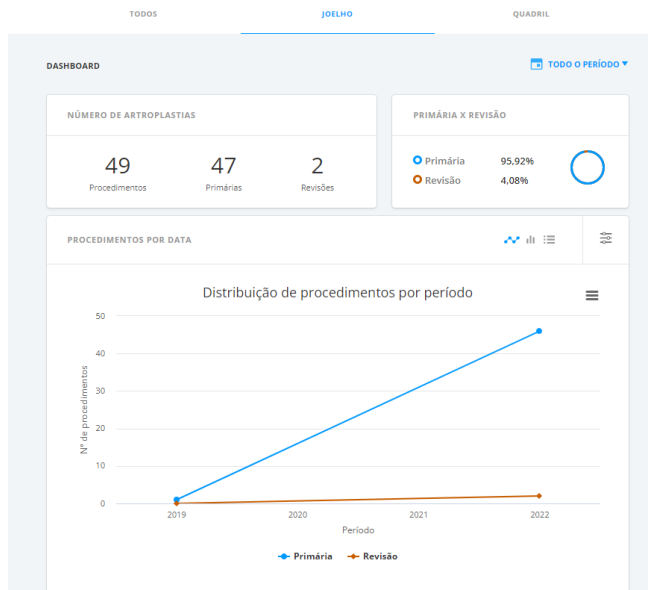 TODOS JOELHO QUADRIL
DASHBOARD TODO O PERÍODO
NÚMERO DE ARTROPLASTIAS
49 47 2
Procedimentos Primárias Revisões
PRIMÁRIA X REVISÃO
Primária 95,92%
Revisão 4,08%
PROCEDIMENTOS POR DATA
Distribuição de procedimentos por período
50
40
30
20
10
0
N° de procedimentos
2019 2020 2021 2022
Período
Primária Revisão